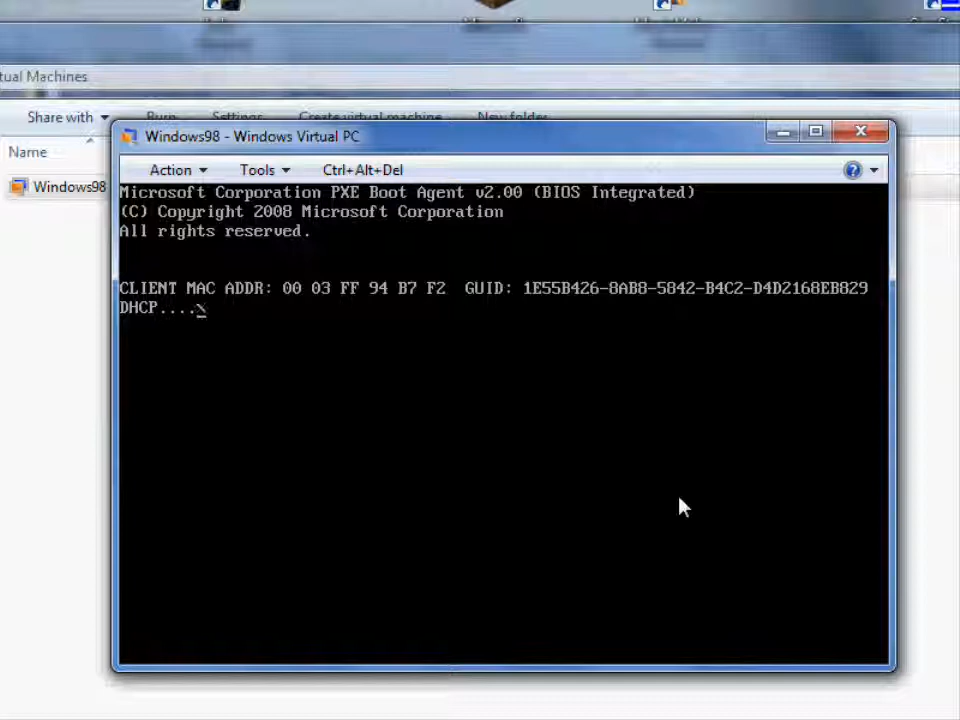 tual Machines
Share with
Burn
Settings
Create virtual machine
New folder
Name
Windows98
Windows98 - Windows Virtual PC
Action
Tools
Ctrl+Alt+Del
Microsoft Corporation PXE Boot Agent v2.00 (BIOS Integrated)
(C) Copyright 2008 Microsoft Corporation
All rights reserved.
CLIENT MAC ADDR: 00 03 FF 94 B7 F2  GUID: 1E55B426-8AB8-5842-B4C2-D4D2168EB829
DHCP....\